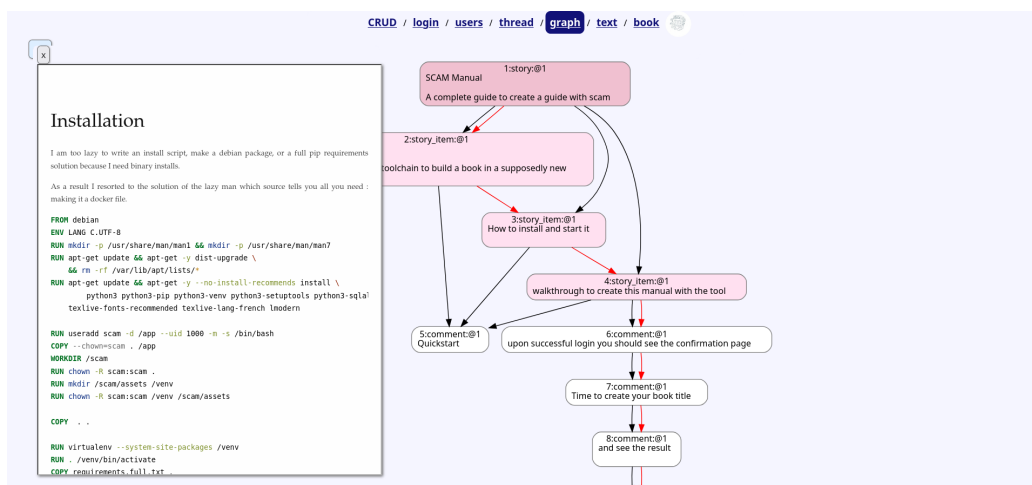 CRUD / login / users / thread / graph / text / book
x
Installation
I am too lazy to write an install script, make a debian package, or a full pip requirements
solution because I need binary installs.
As a result I resorted to the solution of the lazy man which source tells you all you need :
making it a docker file.
FROM debian
ENV LANG C.UTF-8
RUN mkdir -p /usr/share/man/man1 && mkdir -p /usr/share/man/man7
RUN apt-get update && apt-get -y dist-upgrade \
&& rm -rf /var/lib/apt/lists/*
RUN apt-get update && apt-get -y --no-install-recommends install \
python3 python3-pip python3-venv python3-setuptools python3-sqlal
texlive-fonts-recommended texlive-lang-french lmodern
RUN useradd scam -d /app --uid 1000 -m -s /bin/bash
COPY --chown=scam . /app
WORKDIR /scam
RUN chown -R scam:scam .
RUN mkdir /scam/assets /venv
RUN chown -R scam:scam /venv /scam/assets
COPY . .
RUN virtualenv --system-site-packages /venv
RUN . /venv/bin/activate
COPY requirements.full.txt .
1:story:@1
SCAM Manual
A complete guide to create a guide with scam
2:story_item:@1
toolchain to build a book in a supposedly new
3:story_item:@1
How to install and start it
4:story_item:@1
walkthrough to create this manual with the tool
5:comment:@1
Quickstart
6:comment:@1
upon successful login you should see the confirmation page
7:comment:@1
Time to create your book title
8:comment:@1
and see the result